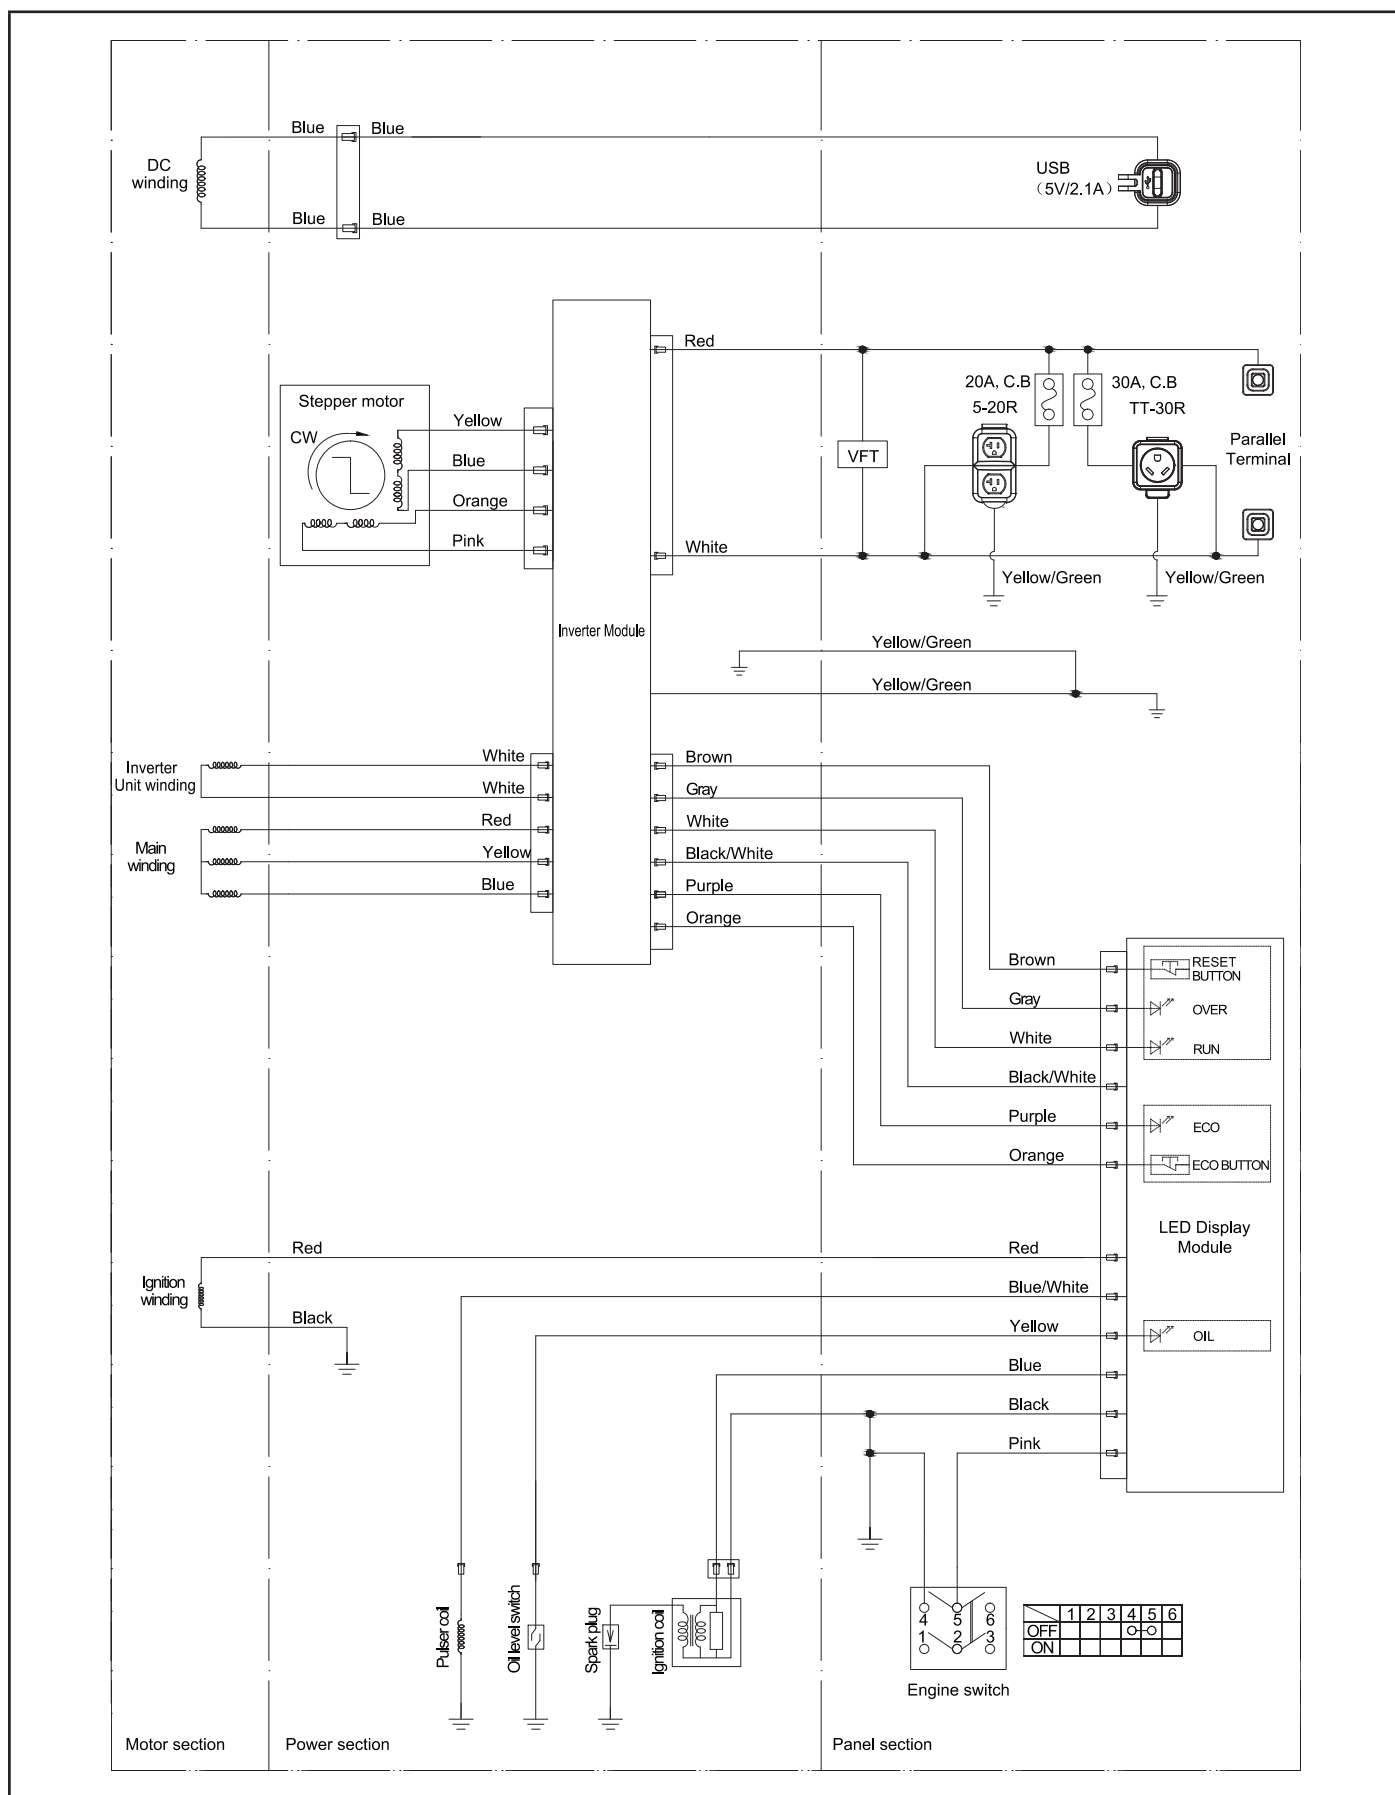 Blue
Blue
DC
winding
USB
（5V/2.1A）
Blue
Blue
Red
Stepper motor
CW
Yellow
Blue
Orange
Pink
20A, C.B
5-20R
30A, C.B
TT-30R
VFT
Parallel
Terminal
White
Yellow/Green
Yellow/Green
Inverter Module
Yellow/Green
Yellow/Green
Inverter
Unit winding
White
White
Main
winding
Red
Yellow
Blue
Brown
Gray
White
Black/White
Purple
Orange
Brown
RESET
BUTTON
Gray
OVER
White
RUN
Black/White
Purple
ECO
Orange
ECO BUTTON
LED Display
Module
Ignition
winding
Red
Black
Red
Blue/White
Yellow
OIL
Blue
Black
Pink
Pulser coil
Oil level switch
Spark plug
Ignition coil
4 5 6
1 2 3
Engine switch
1 2 3 4 5 6
OFF
ON
Motor section
Power section
Panel section